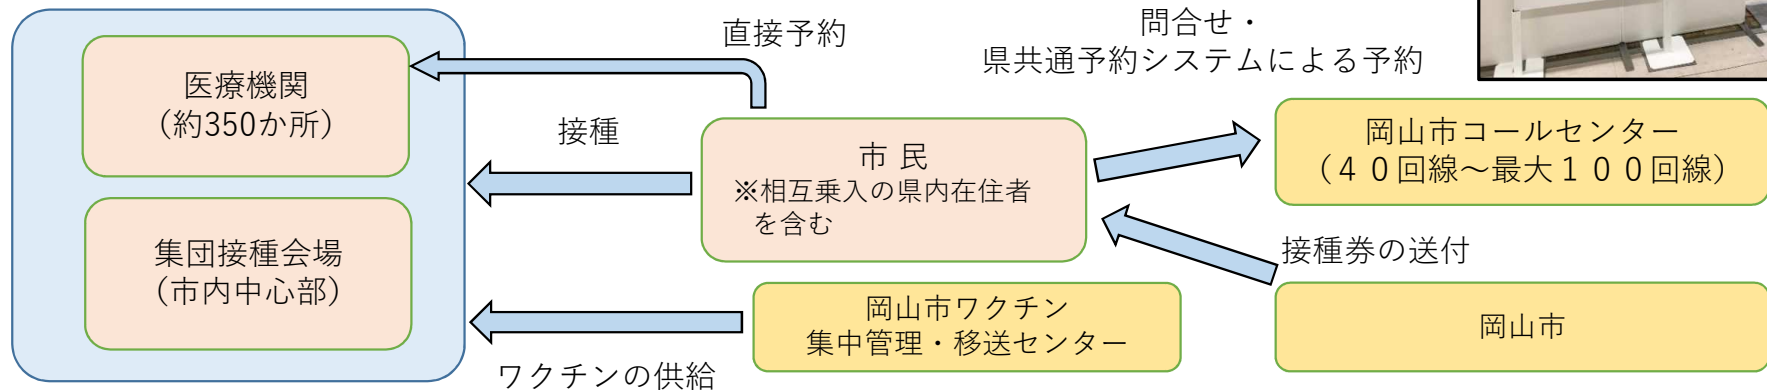 直接予約
問合せ・
県共通予約システムによる予約
医療機関
(約350か所)
接種
市 民
※相互乗入の県内在住者
を含む
岡山市コールセンター
(４０回線～最大１００回線)
集団接種会場
(市内中心部)
接種券の送付
岡山市ワクチン
集中管理・移送センター
岡山市
ワクチンの供給